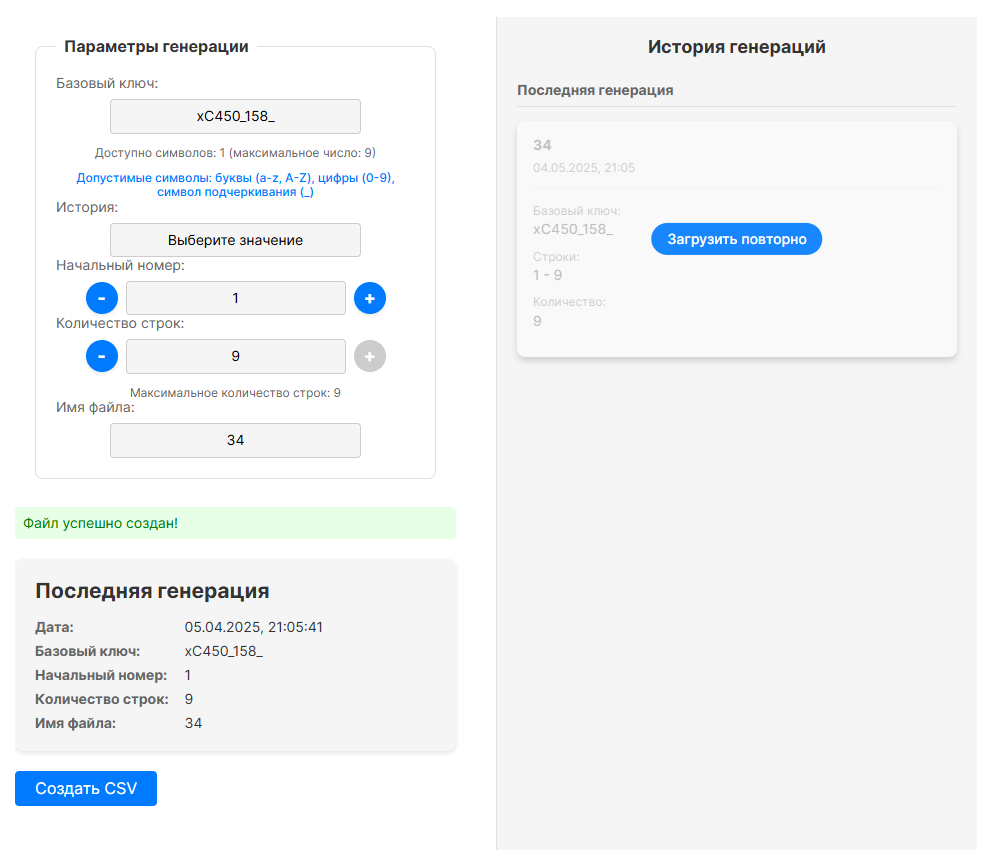 Параметры генерации
Базовый ключ:
xC450_158_
Доступно символов: 1 (максимальное число: 9)
Допустимые символы: буквы (a-z, A-Z), цифры (0-9),
символ подчеркивания (_)
История:
Выберите значение
Начальный номер:
-
1
+
Количество строк:
-
9
+
Максимальное количество строк: 9
Имя файла:
34
Файл успешно создан!
Последняя генерация
Дата: 05.04.2025, 21:05:41
Базовый ключ: xC450_158_
Начальный номер: 1
Количество строк: 9
Имя файла: 34
Создать CSV
История генераций
Последняя генерация
34
04.05.2025, 21:05
Базовый ключ:
xC450_158_
Загрузить повторно
Строки:
1 - 9
Количество:
9